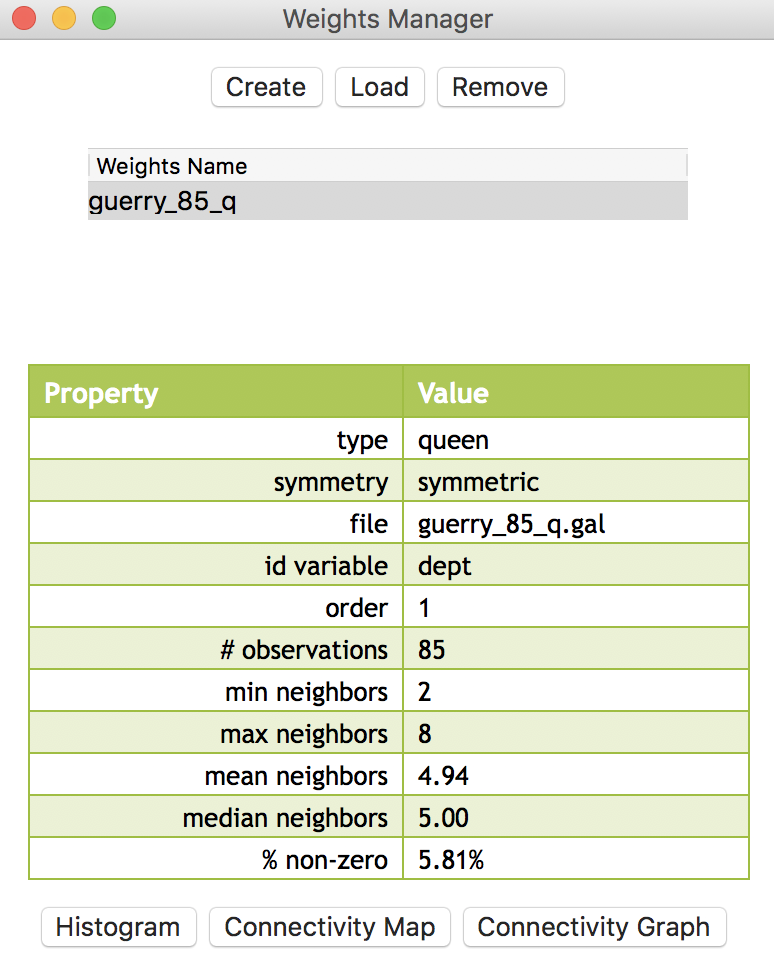 Weights Manager
Create Load Remove
Weights Name
guerry_85_q
Property Value
type queen
symmetry symmetric
file guerry_85_q.gal
id variable dept
order 1
# observations 85
min neighbors 2
max neighbors 8
mean neighbors 4.94
median neighbors 5.00
% non-zero 5.81%
Histogram Connectivity Map Connectivity Graph